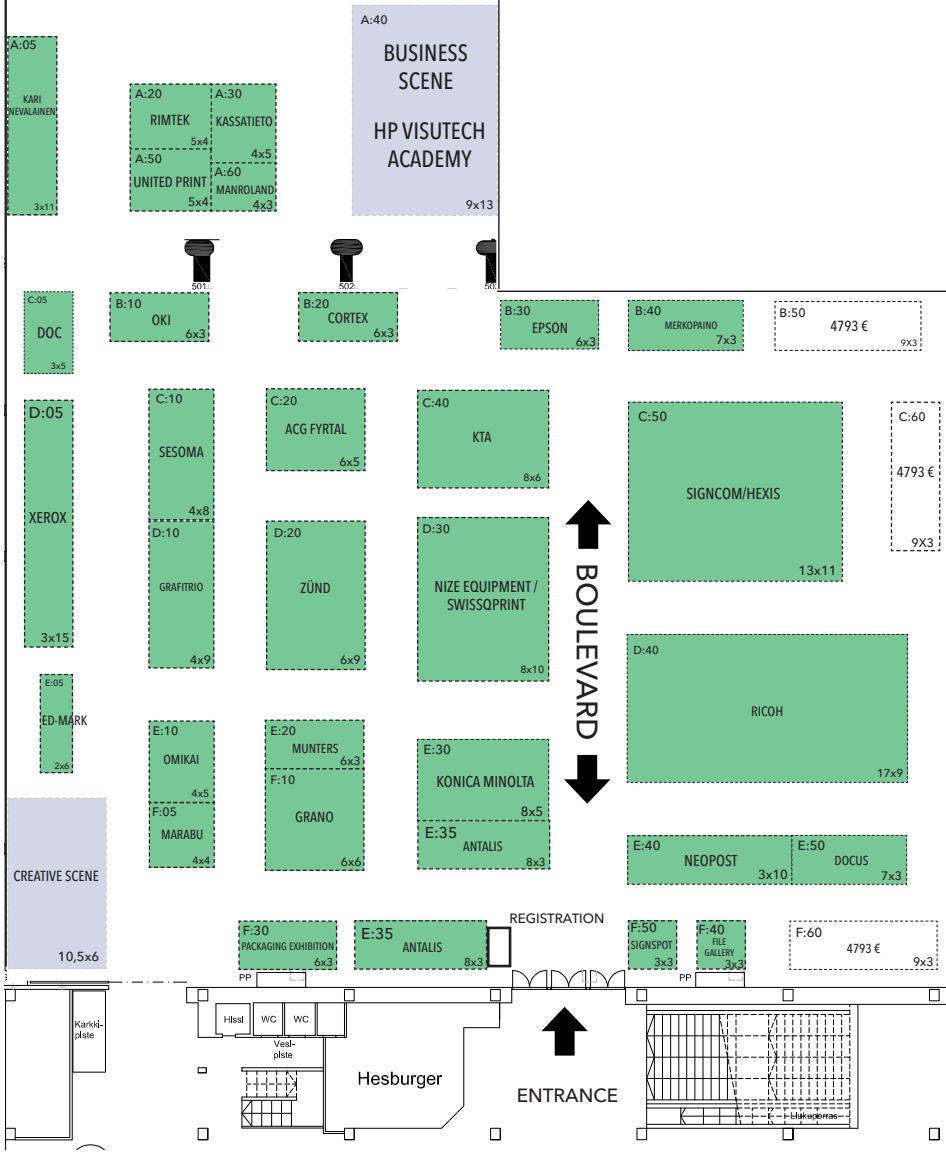 A:40
BUSINESS
SCENE
HP VISUTECH
ACADEMY
9x13
A:05
KARI
NEVALAINEN
3x11
A:20
RIMTEK
5x4
A:30
KASSATIETO
4x5
A:50
UNITED PRINT
5x4
A:60
MANROLAND
4x3
501
502
C:05
DOC
3x5
B:10
OKI
6x3
B:20
CORTEX
6x3
B:30
EPSON
6x3
B:40
MERKOPAINO
7x3
B:50
4793 €
9X3
D:05
XEROX
3x15
C:10
SESOMA
4x8
C:20
ACG FYRTAL
6x5
C:40
KTA
8x6
C:50
SIGNCOM/HEXIS
13x11
C:60
4793 €
9X3
D:10
GRAFITRIO
4x9
D:20
ZÜND
6x9
D:30
NIZE EQUIPMENT /
SWISSQPRINT
8x10
BOULEVARD
D:40
RICOH
17x9
E:05
ED-MARK
2x6
E:10
OMIKAI
4x5
E:20
MUNTERS
6x3
E:30
KONICA MINOLTA
8x5
F:05
MARABU
4x4
F:10
GRANO
6x6
E:35
ANTALIS
8x3
E:40
NEOPOST
3x10
E:50
DOCUS
7x3
CREATIVE SCENE
10,5x6
F:30
PACKAGING EXHIBITION
6x3
E:35
ANTALIS
8x3
REGISTRATION
F:50
SIGNSPOT
3x3
F:40
FILE
GALLERY
3x3
F:60
4793 €
9x3
PP
PP
Karkki-
piste
Hissi
WC
WC
Vesi-
piste
Hesburger
ENTRANCE
Liukuporras